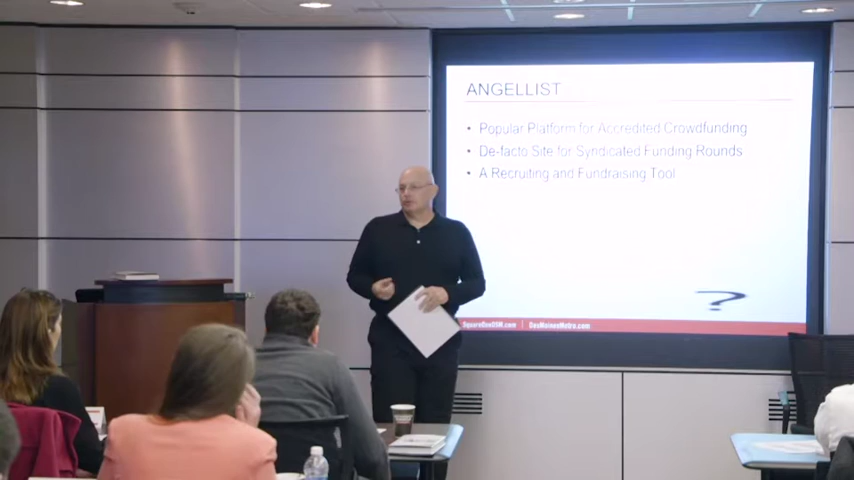 ANGELLIST
• Popular Platform for Accredited Crowdfunding
• De-facto Site for Syndicated Funding Rounds
• A Recruiting and Fundraising Tool
?
SquareOneDSM.com | DesMoinesMetro.com